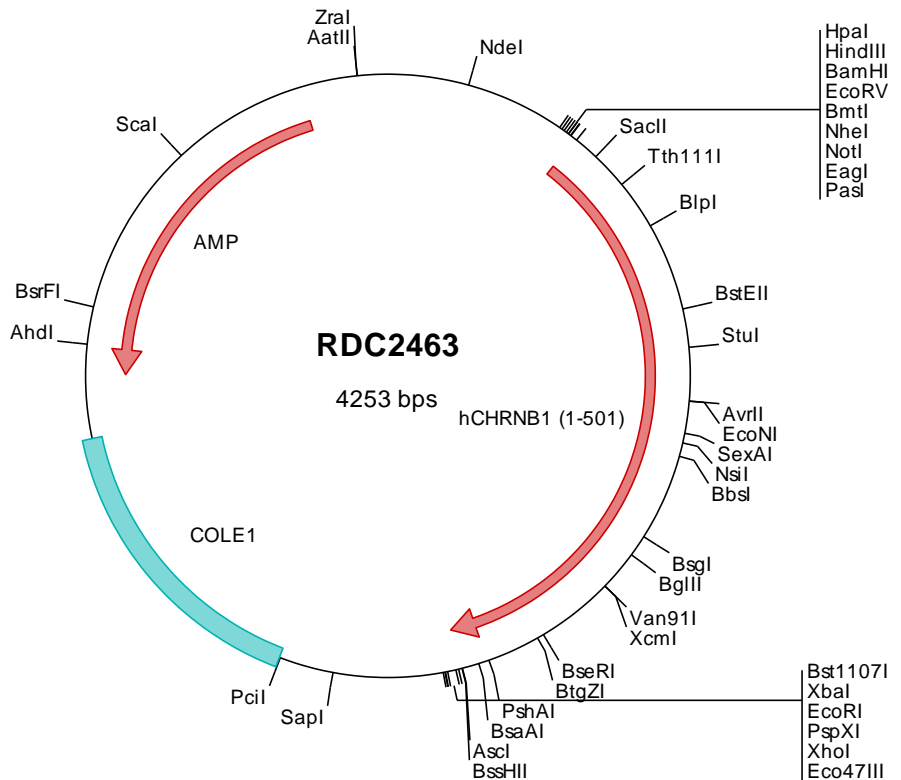 ZraI
AatII
NdeI
HpaI
HindIII
BamHI
EcoRV
BmtI
NheI
NotI
EagI
PasI
ScaI
SacII
Tth111I
BlpI
AMP
BsrFI
AhdI
BstEII
StuI
RDC2463
4253 bps
hCHRNB1 (1-501)
AvrII
EcoNI
SexAI
NsiI
BbsI
COLE1
BsgI
BglII
Van91I
XcmI
BseRI
BtgZI
PshAI
BsaAI
AscI
BssHII
PciI
SapI
Bst1107I
XbaI
EcoRI
PspXI
XhoI
Eco47III